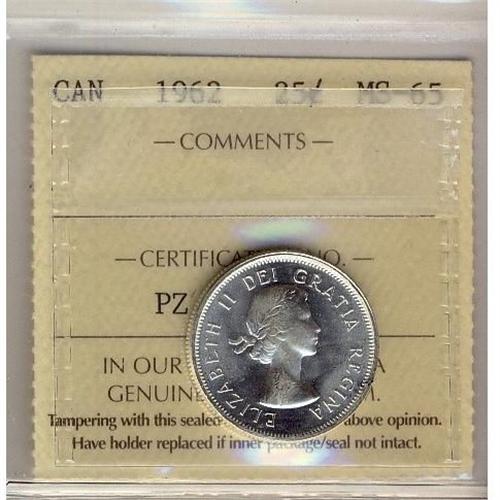 CAN 1962 25¢ MS-65
— COMMENTS —
— CERTIFICAT NO. —
PZ
IN OUR A
GENUINE M.
Tampering with this sealed above opinion.
Have holder replaced if inner package/seal not intact.
ELIZABETH II DEI GRATIA REGINA